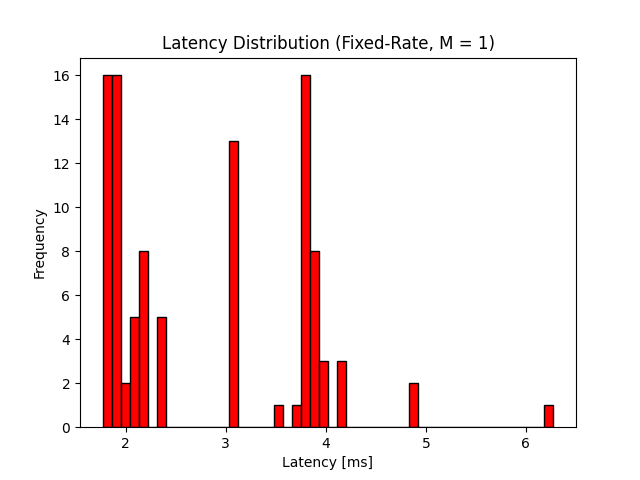 Latency Distribution (Fixed-Rate, M = 1)
16
14
12
10
8
6
4
2
0
Frequency
2 3 4 5 6
Latency [ms]